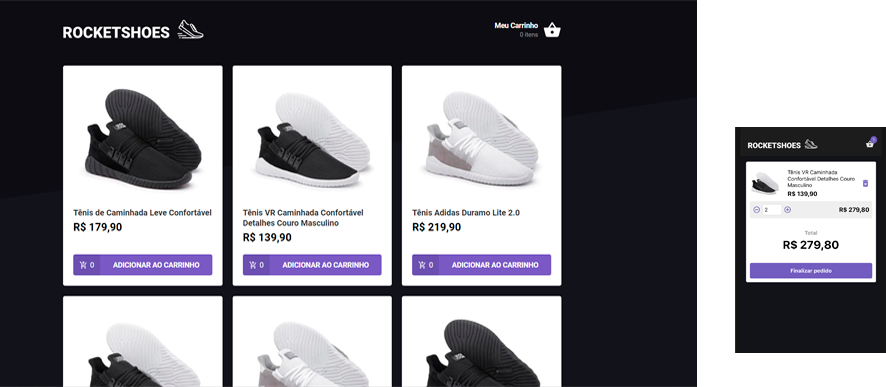 ROCKETSHOES
Meu Carrinho
0 itens
Tênis de Caminhada Leve Confortável
R$ 179,90
0 ADICIONAR AO CARRINHO
Tênis VR Caminhada Confortável
Detalhes Couro Masculino
R$ 139,90
0 ADICIONAR AO CARRINHO
Tênis Adidas Duramo Lite 2.0
R$ 219,90
0 ADICIONAR AO CARRINHO
ROCKETSHOES
Tênis VR Caminhada
Confortável Detalhes Couro
Masculino
R$ 139,90
2
R$ 279,80
Total
R$ 279,80
Finalizar pedido